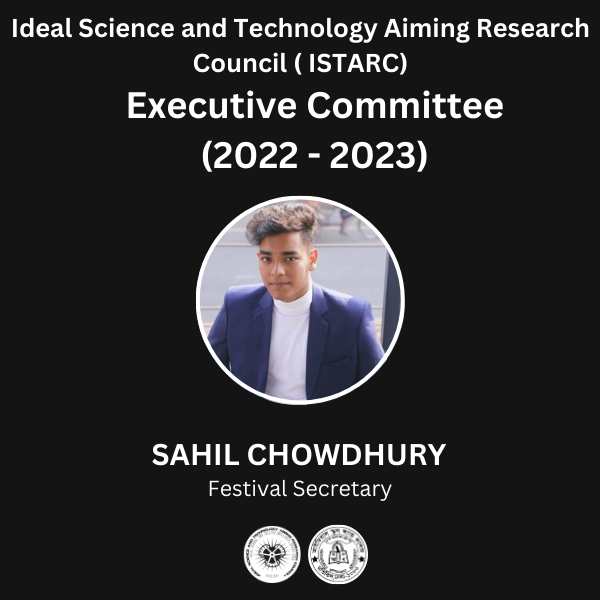 Ideal Science and Technology Aiming Research
Council ( ISTARC)
Executive Committee
(2022 - 2023)
SAHIL CHOWDHURY
Festival Secretary